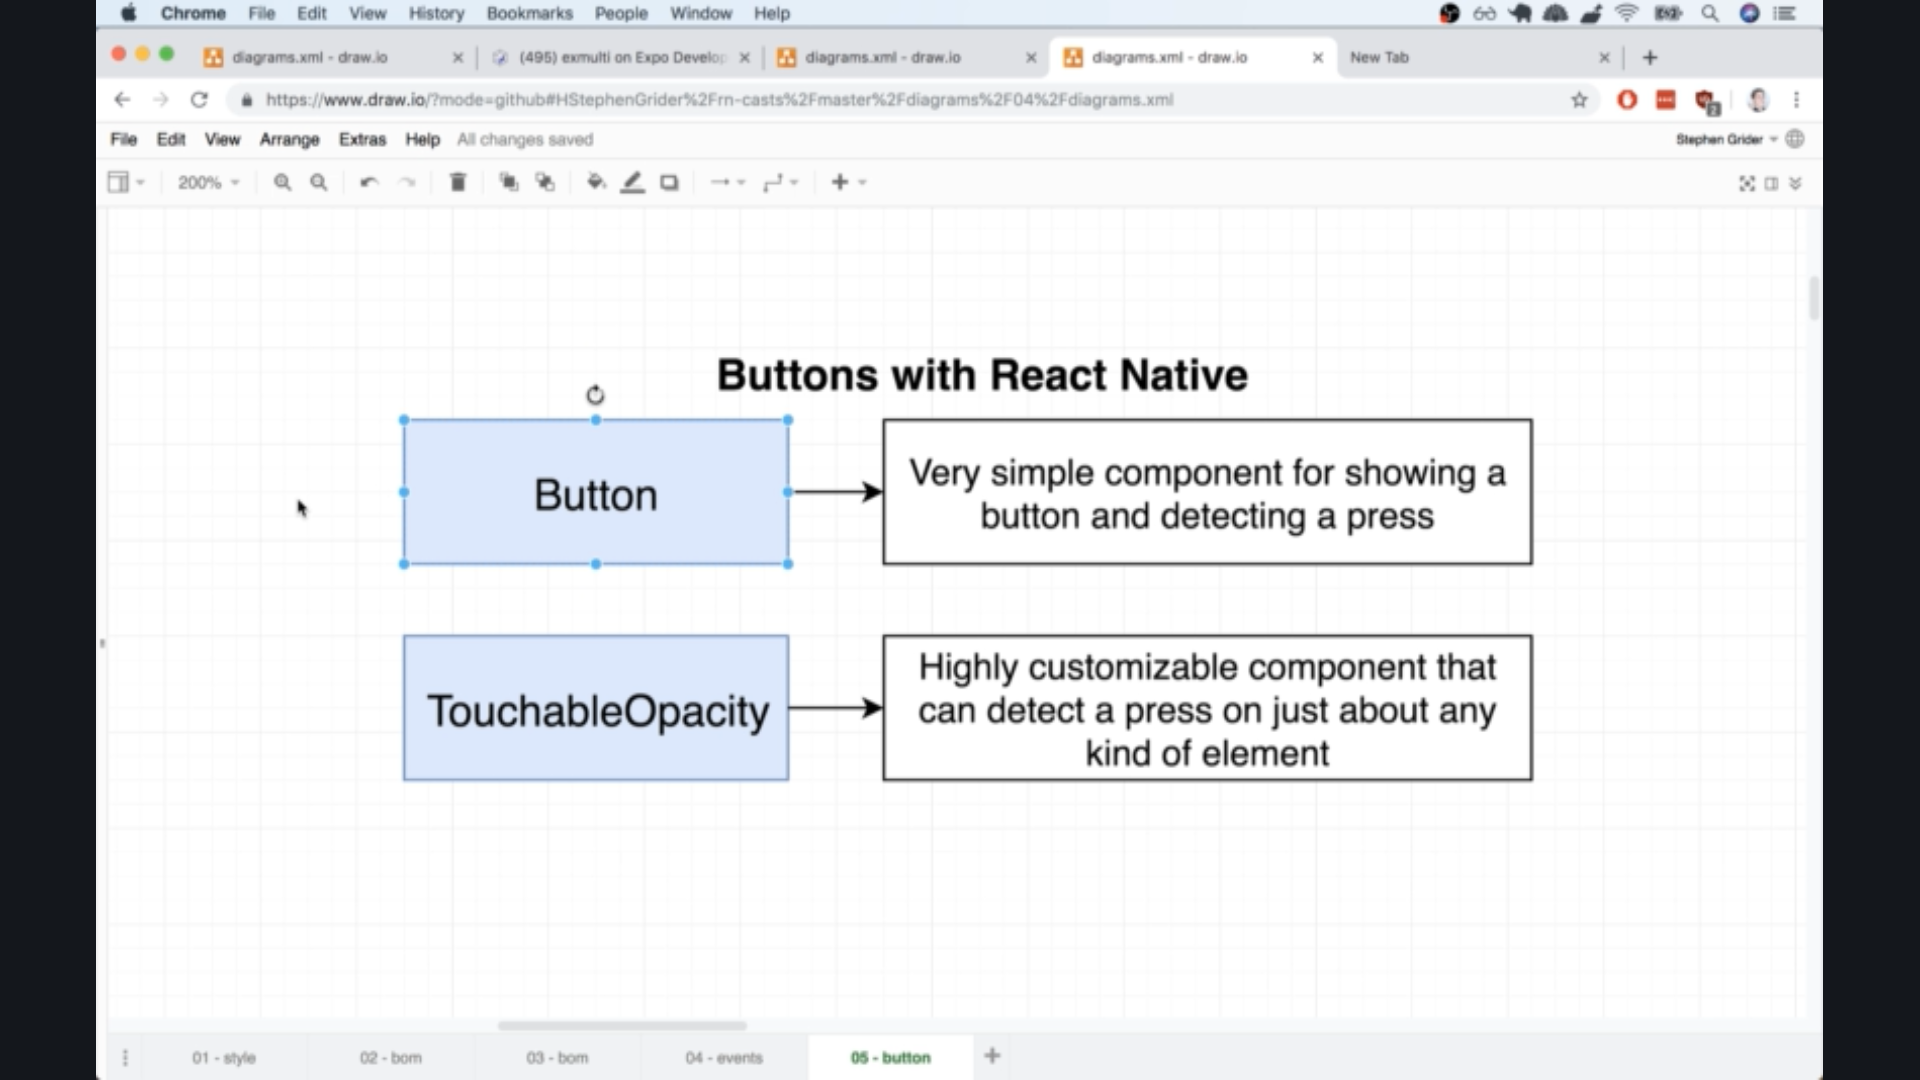 Chrome File Edit View History Bookmarks People Window Help
diagrams.xml - draw.io
(495) exmulti on Expo Develop
diagrams.xml - draw.io
diagrams.xml - draw.io
New Tab
https://www.draw.io/?mode=github#HStephenGrider%2Frn-casts%2Fmaster%2Fdiagrams%2F04%2Fdiagrams.xml
2
File Edit View Arrange Extras Help All changes saved
Stephen Grider
200%
Buttons with React Native
Button
Very simple component for showing a
button and detecting a press
TouchableOpacity
Highly customizable component that
can detect a press on just about any
kind of element
01 - style
02 - bom
03 - bom
04 - events
05 - button